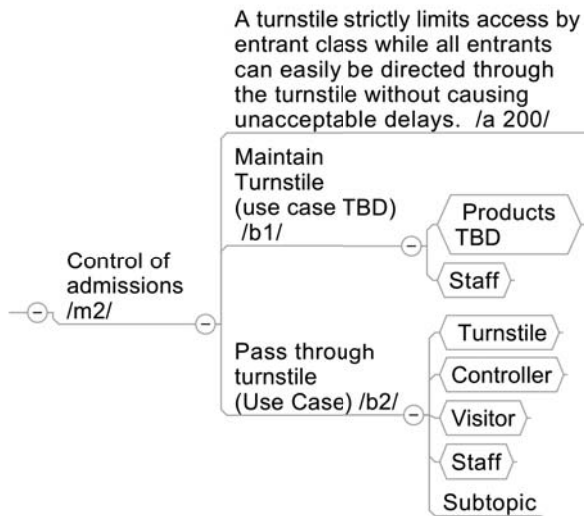 A turnstile strictly limits access by
entrant class while all entrants
can easily be directed through
the turnstile without causing
unacceptable delays.  /a 200/
Maintain
Turnstile
(use case TBD)
/b1/
Products
TBD
Staff
Control of
admissions
/m2/
Pass through
turnstile
(Use Case) /b2/
Turnstile
Controller
Visitor
Staff
Subtopic